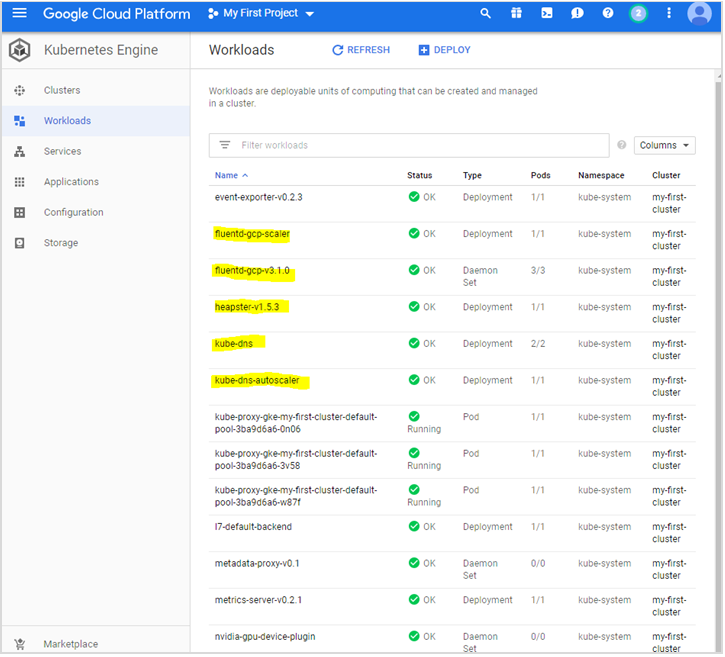 Google Cloud Platform
My First Project
2
Kubernetes Engine
Workloads
REFRESH
DEPLOY
Clusters
Workloads
Services
Applications
Configuration
Storage
Marketplace
Workloads are deployable units of computing that can be created and managed
in a cluster.
Filter workloads
Columns
Name Status Type Pods Namespace Cluster
event-exporter-v0.2.3 OK Deployment 1/1 kube-system my-first-
cluster
fluentd-gcp-scaler OK Deployment 1/1 kube-system my-first-
cluster
fluentd-gcp-v3.1.0 OK Daemon 3/3 kube-system my-first-
Set cluster
heapster-v1.5.3 OK Deployment 1/1 kube-system my-first-
cluster
kube-dns OK Deployment 2/2 kube-system my-first-
cluster
kube-dns-autoscaler OK Deployment 1/1 kube-system my-first-
cluster
kube-proxy-gke-my-first-cluster-default- Pod 1/1 kube-system my-first-
pool-3ba9d6a6-0n06 Running cluster
kube-proxy-gke-my-first-cluster-default- Pod 1/1 kube-system my-first-
pool-3ba9d6a6-3v58 Running cluster
kube-proxy-gke-my-first-cluster-default- Pod 1/1 kube-system my-first-
pool-3ba9d6a6-w87f Running cluster
l7-default-backend OK Deployment 1/1 kube-system my-first-
cluster
metadata-proxy-v0.1 OK Daemon 0/0 kube-system my-first-
Set cluster
metrics-server-v0.2.1 OK Deployment 1/1 kube-system my-first-
cluster
nvidia-gpu-device-plugin OK Daemon 0/0 kube-system my-first-
Set cluster